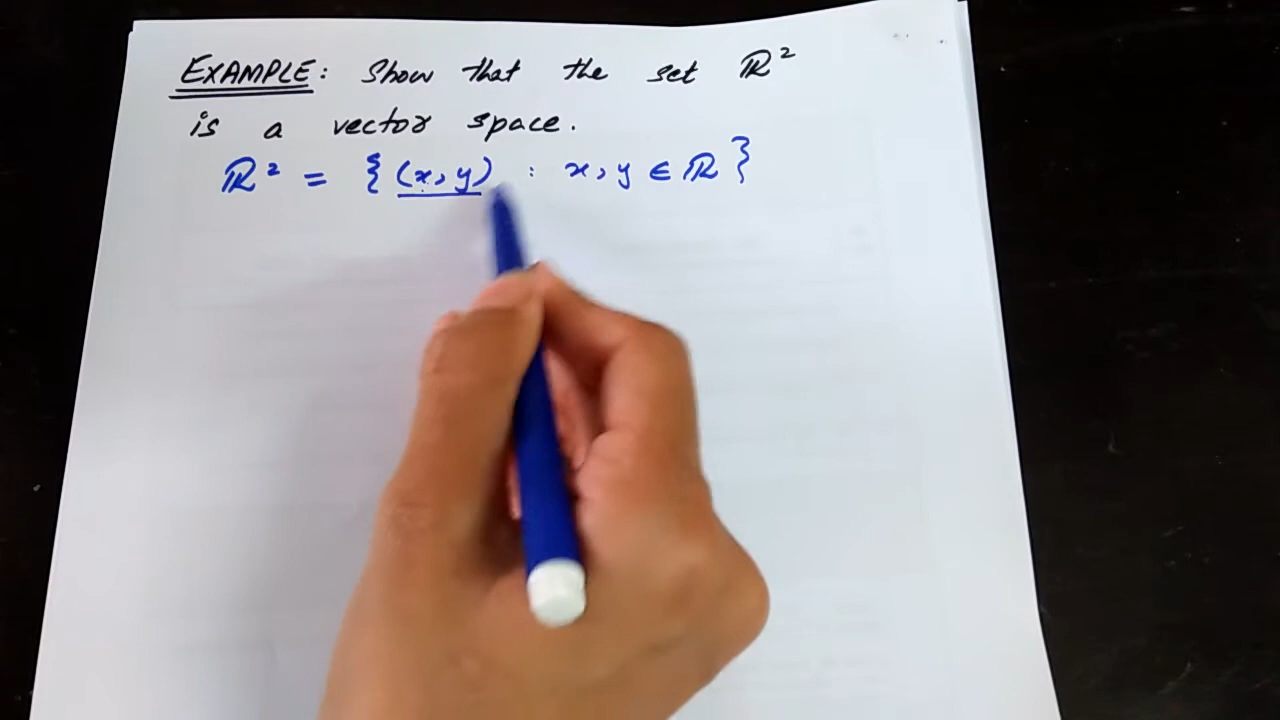 EXAMPLE: Show that the set ℝ²
is a vector space.
ℝ² = {(x,y) : x,y ∈ ℝ}